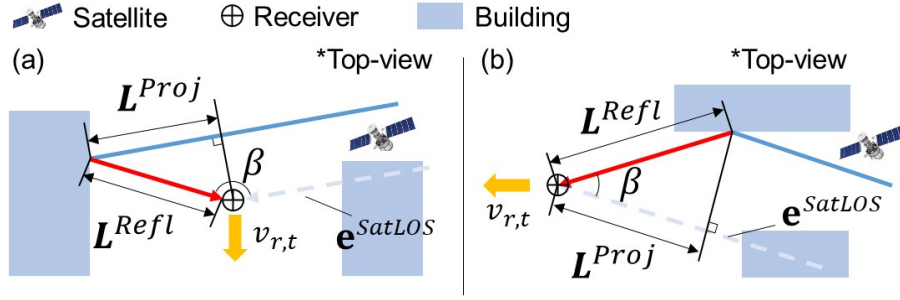 Satellite Receiver Building
(a) *Top-view
L^Proj
β
L^Refl
v_r,t
e^SatLOS
(b) *Top-view
L^Refl
β
v_r,t
e^SatLOS
L^Proj